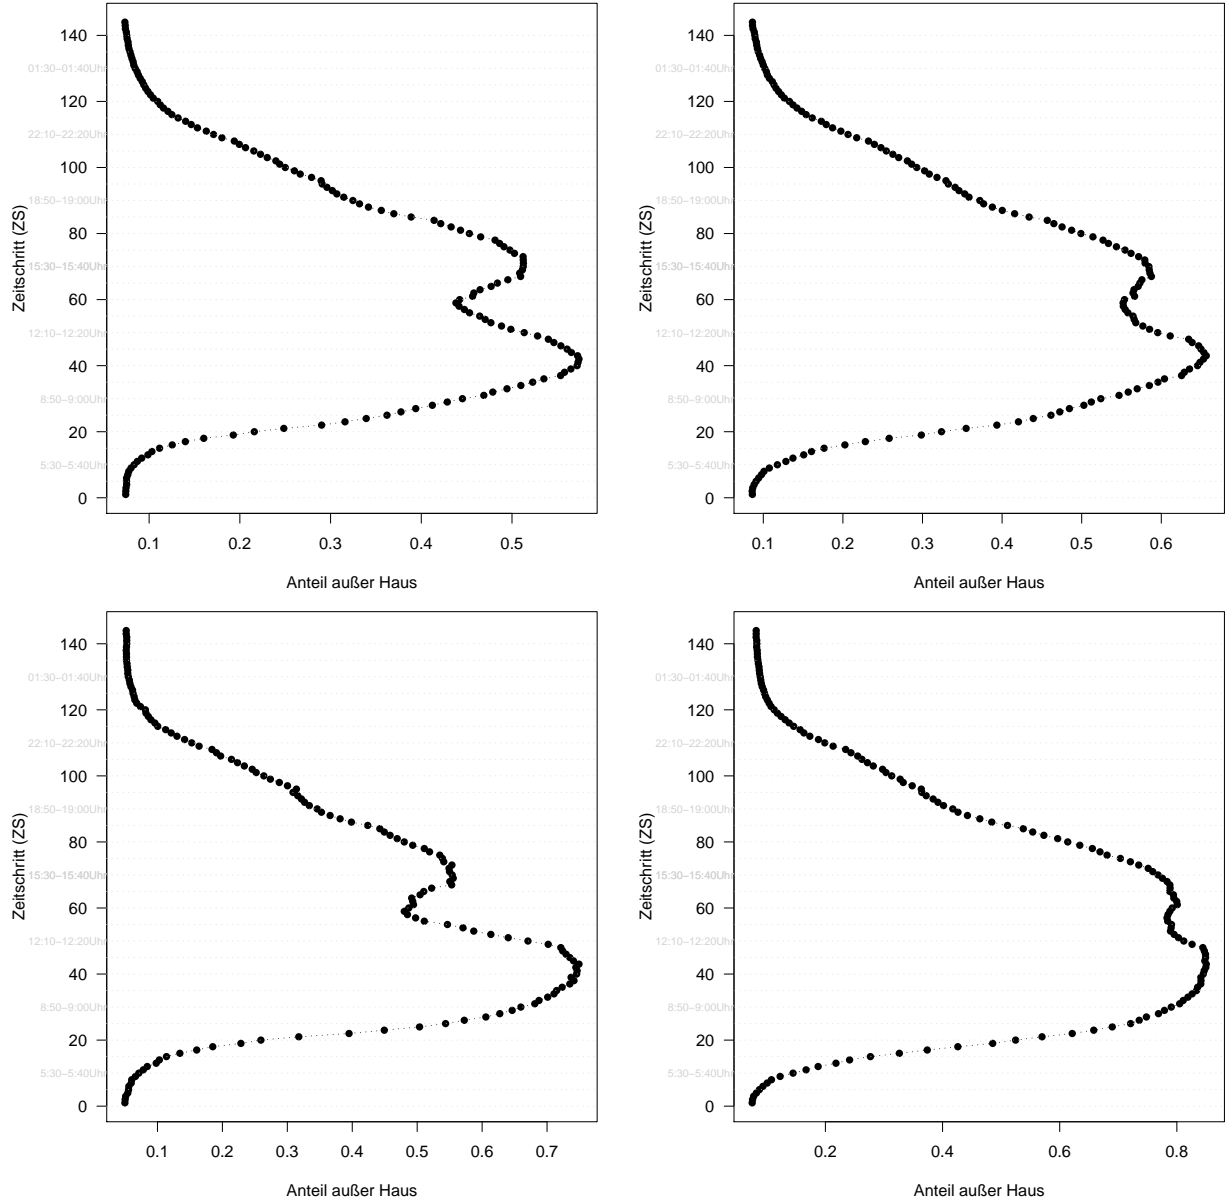 Zeitschritt (ZS)
140
120
100
80
60
40
20
0
01:30−01:40Uhr
22:10−22:20Uhr
18:50−19:00Uhr
15:30−15:40Uhr
12:10−12:20Uhr
8:50−9:00Uhr
5:30−5:40Uhr
0.1 0.2 0.3 0.4 0.5
Anteil außer Haus
Zeitschritt (ZS)
140
120
100
80
60
40
20
0
01:30−01:40Uhr
22:10−22:20Uhr
18:50−19:00Uhr
15:30−15:40Uhr
12:10−12:20Uhr
8:50−9:00Uhr
5:30−5:40Uhr
0.1 0.2 0.3 0.4 0.5 0.6
Anteil außer Haus
Zeitschritt (ZS)
140
120
100
80
60
40
20
0
01:30−01:40Uhr
22:10−22:20Uhr
18:50−19:00Uhr
15:30−15:40Uhr
12:10−12:20Uhr
8:50−9:00Uhr
5:30−5:40Uhr
0.1 0.2 0.3 0.4 0.5 0.6 0.7
Anteil außer Haus
Zeitschritt (ZS)
140
120
100
80
60
40
20
0
01:30−01:40Uhr
22:10−22:20Uhr
18:50−19:00Uhr
15:30−15:40Uhr
12:10−12:20Uhr
8:50−9:00Uhr
5:30−5:40Uhr
0.2 0.4 0.6 0.8
Anteil außer Haus